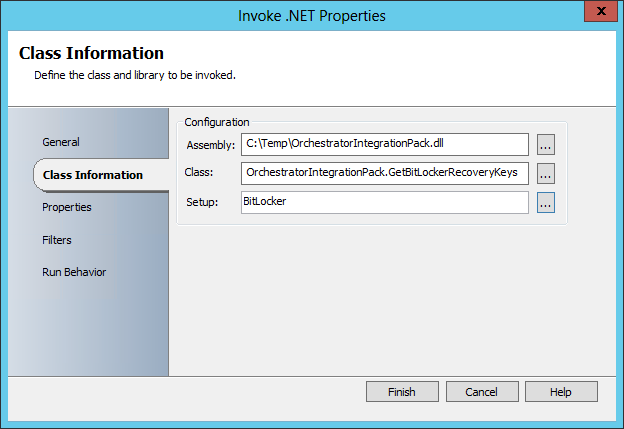 Invoke .NET Properties
x
Class Information
Define the class and library to be invoked.
General
Class Information
Properties
Filters
Run Behavior
Configuration
Assembly: C:\Temp\OrchestratorIntegrationPack.dll ...
Class: OrchestratorIntegrationPack.GetBitLockerRecoveryKeys ...
Setup: BitLocker ...
Finish Cancel Help